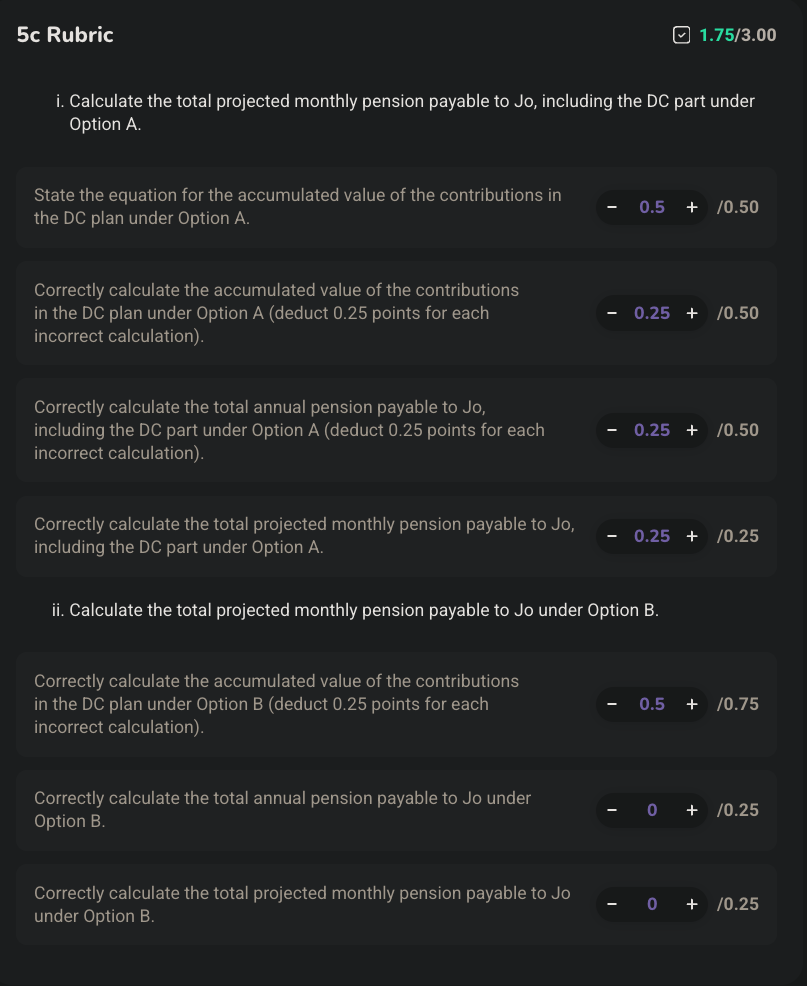 5c Rubric
1.75/3.00
i. Calculate the total projected monthly pension payable to Jo, including the DC part under
Option A.
State the equation for the accumulated value of the contributions in
the DC plan under Option A.
− 0.5 + /0.50
Correctly calculate the accumulated value of the contributions
in the DC plan under Option A (deduct 0.25 points for each
incorrect calculation).
− 0.25 + /0.50
Correctly calculate the total annual pension payable to Jo,
including the DC part under Option A (deduct 0.25 points for each
incorrect calculation).
− 0.25 + /0.50
Correctly calculate the total projected monthly pension payable to Jo,
including the DC part under Option A.
− 0.25 + /0.25
ii. Calculate the total projected monthly pension payable to Jo under Option B.
Correctly calculate the accumulated value of the contributions
in the DC plan under Option B (deduct 0.25 points for each
incorrect calculation).
− 0.5 + /0.75
Correctly calculate the total annual pension payable to Jo under
Option B.
− 0 + /0.25
Correctly calculate the total projected monthly pension payable to Jo
under Option B.
− 0 + /0.25